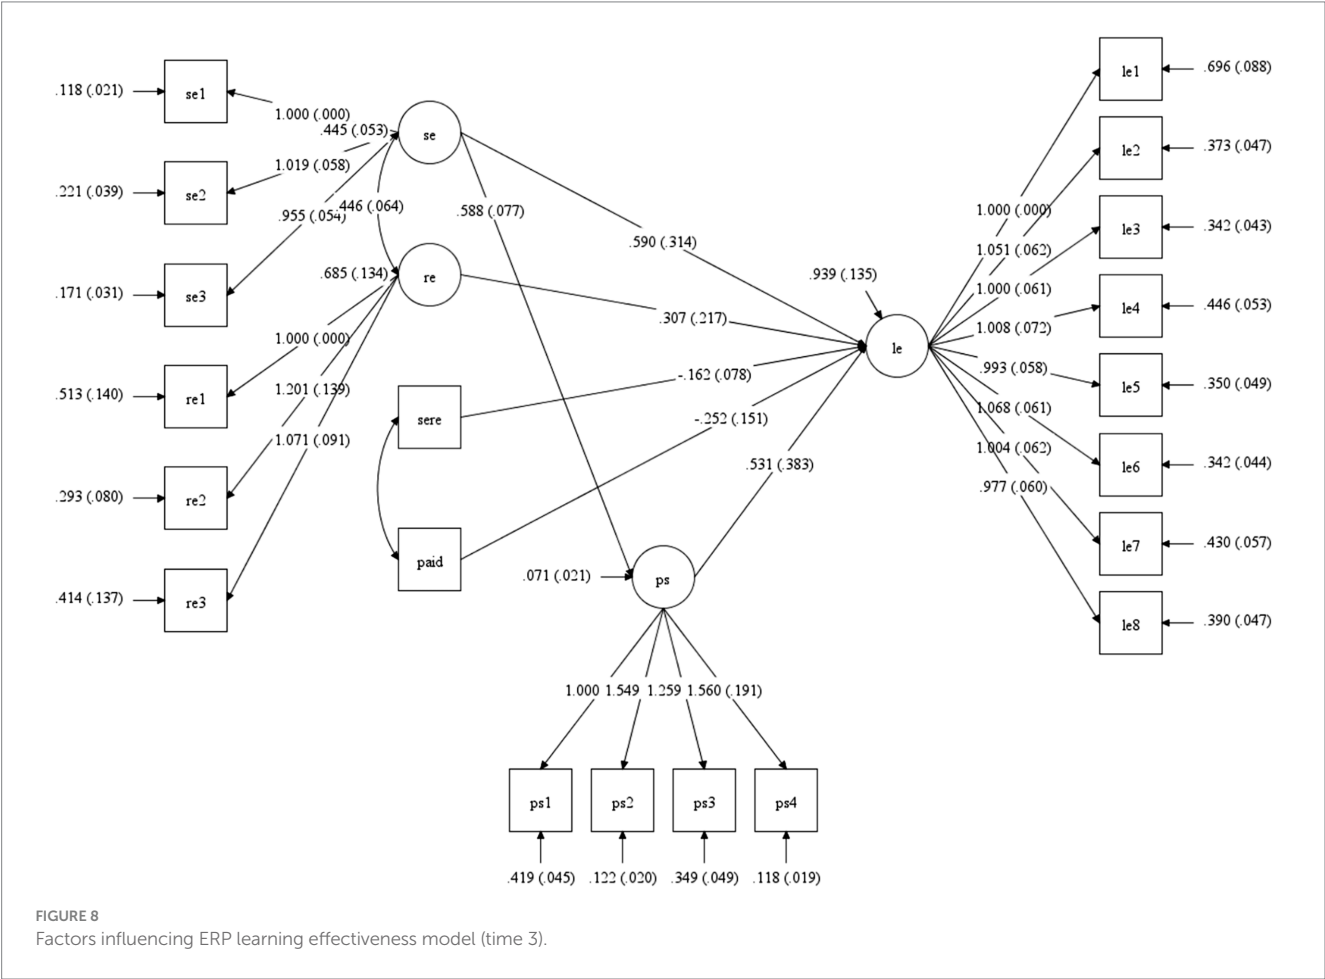 .118 (.021)
se1
1.000 (.000)
.445 (.053)
se
1.019 (.058)
.221 (.039)
se2
.955 (.054)
.446 (.064)
.588 (.077)
.171 (.031)
se3
.685 (.134)
re
.590 (.314)
.939 (.135)
.307 (.217)
le
1.000 (.000)
.513 (.140)
re1
1.201 (.139)
1.071 (.091)
-.162 (.078)
sere
-.252 (.151)
.531 (.383)
.293 (.080)
re2
.414 (.137)
re3
paid
.071 (.021)
ps
1.000 1.549 1.259 1.560 (.191)
ps1
ps2
ps3
ps4
.419 (.045)
.122 (.020)
.349 (.049)
.118 (.019)
1.000 (.000)
1.051 (.062)
1.000 (.061)
1.008 (.072)
.993 (.058)
1.068 (.061)
1.004 (.062)
.977 (.060)
le1
.696 (.088)
le2
.373 (.047)
le3
.342 (.043)
le4
.446 (.053)
le5
.350 (.049)
le6
.342 (.044)
le7
.430 (.057)
le8
.390 (.047)
FIGURE 8
Factors influencing ERP learning effectiveness model (time 3).